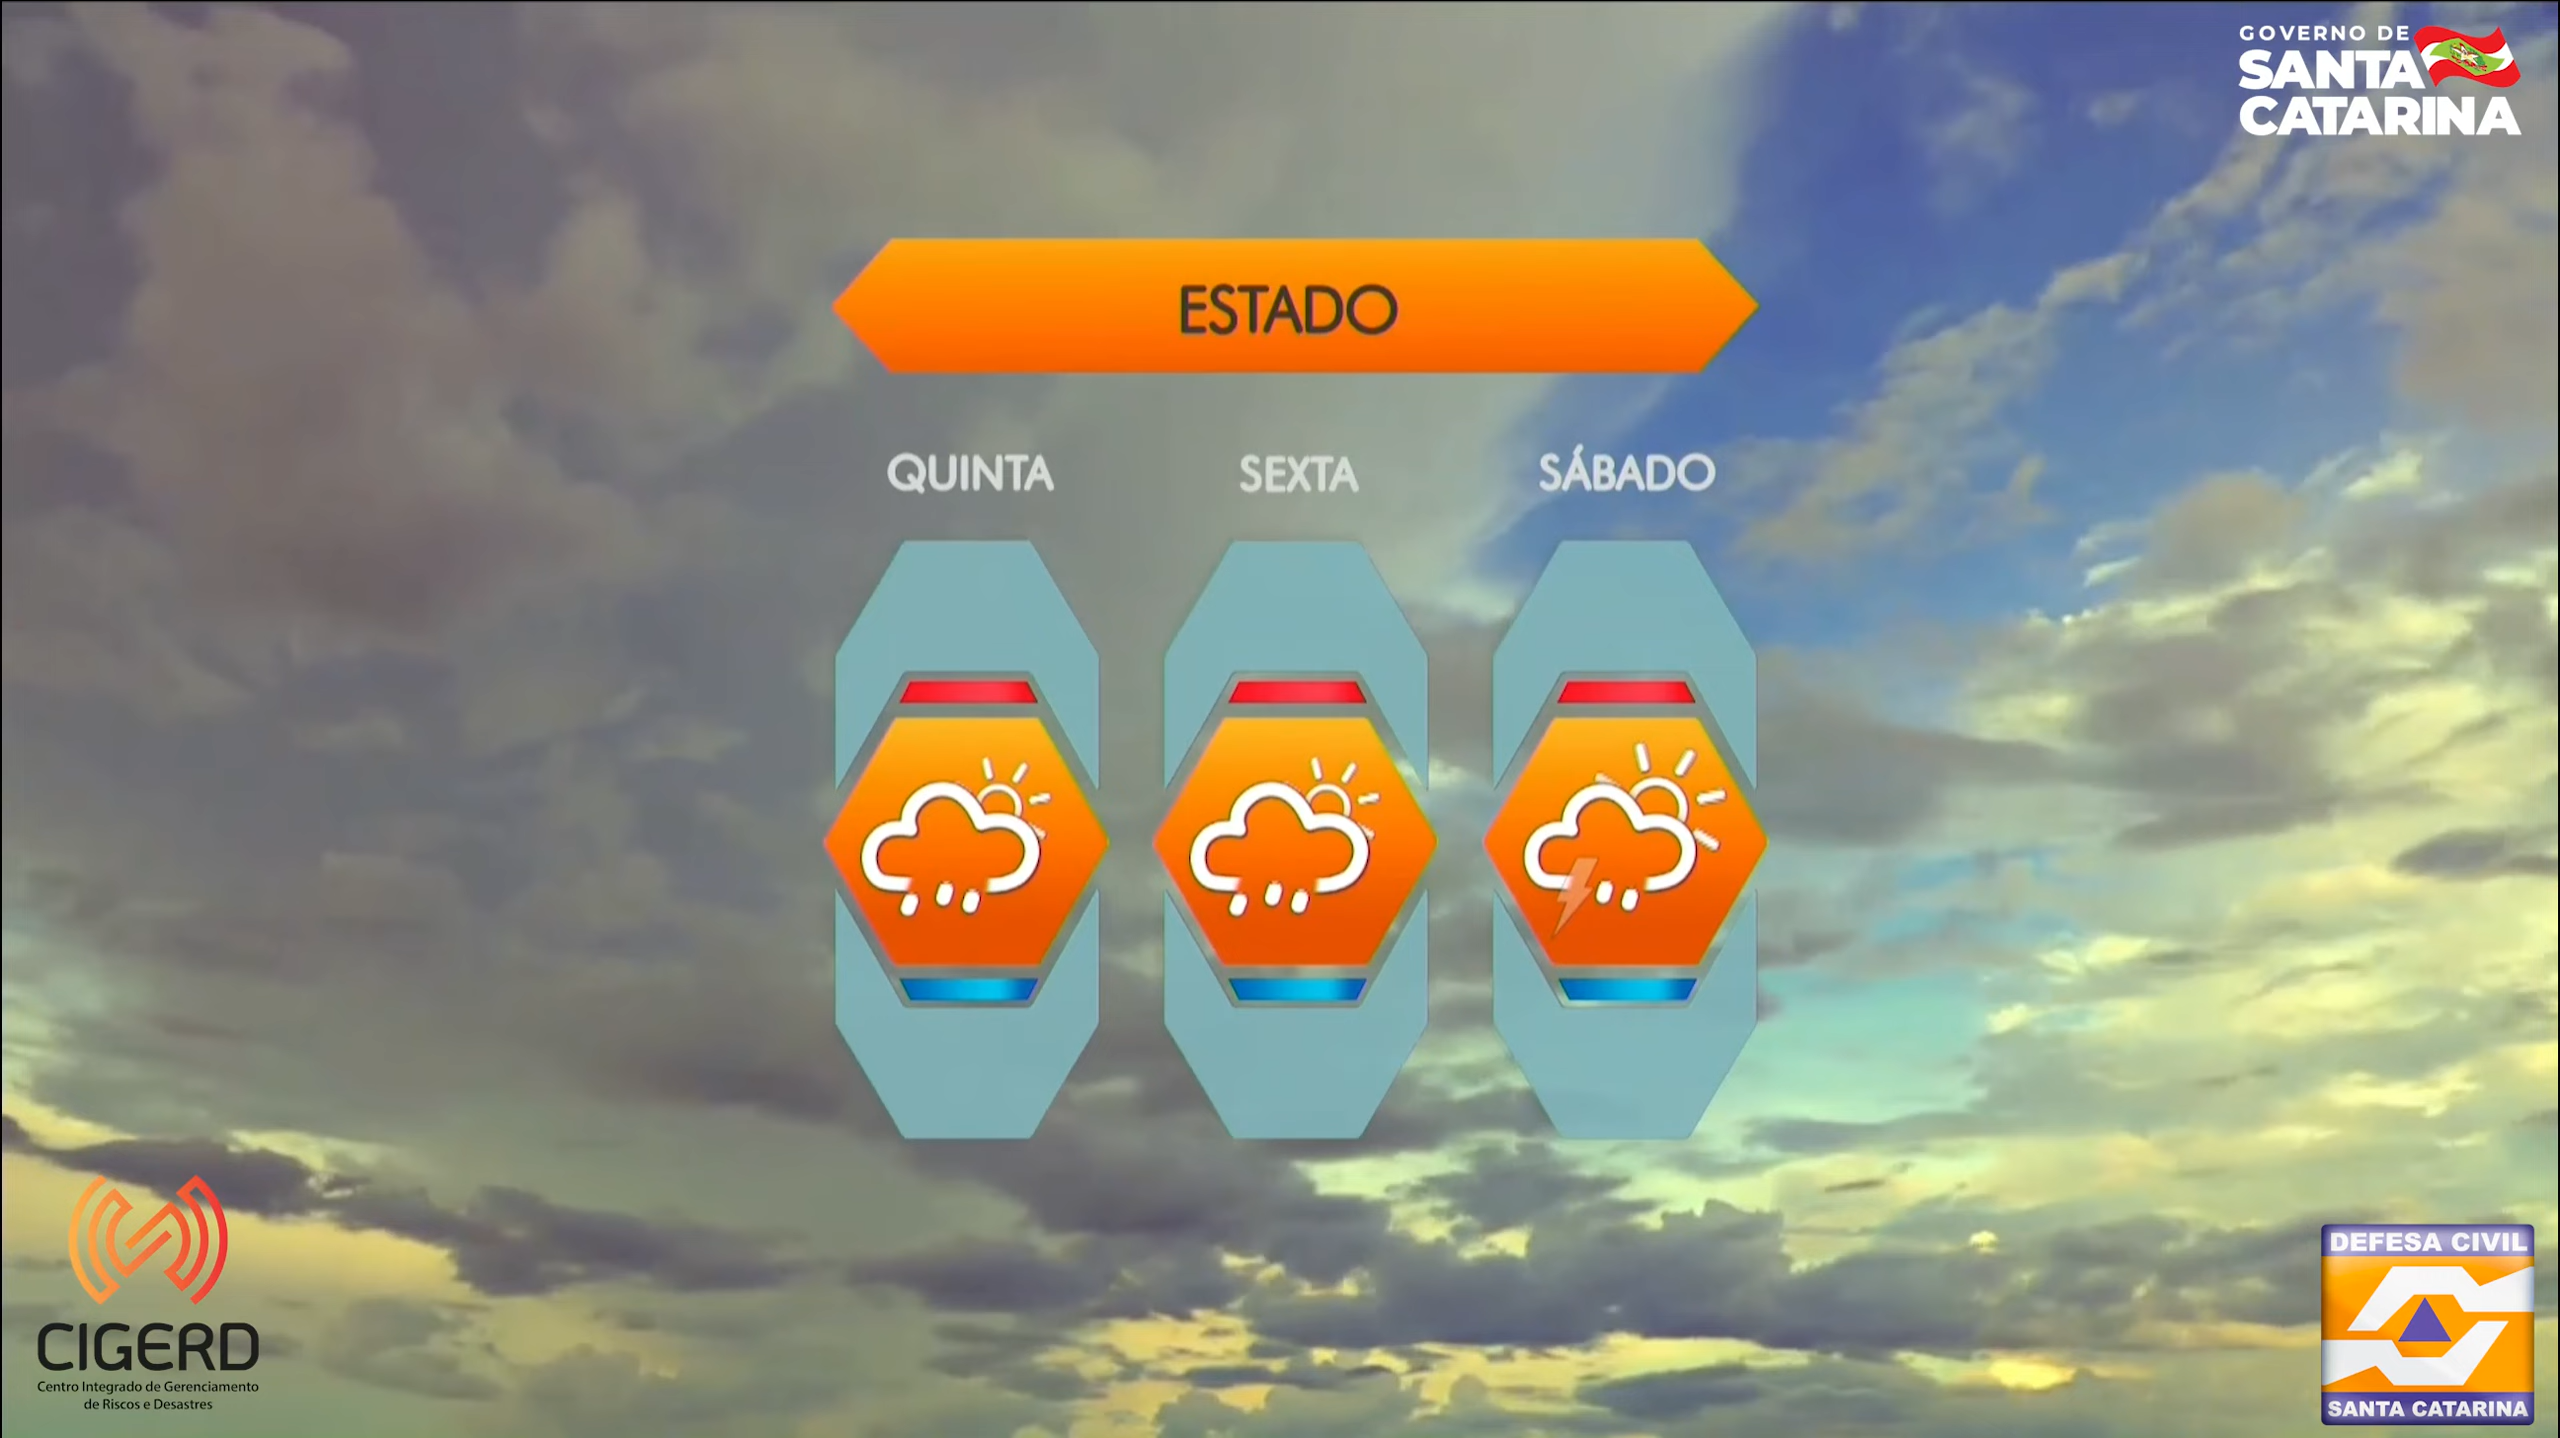 GOVERNO DE
SANTA
CATARINA
ESTADO
QUINTA
SEXTA
SÁBADO
CIGERD
Centro Integrado de Gerenciamento
de Riscos e Desastres
DEFESA CIVIL
SANTA CATARINA